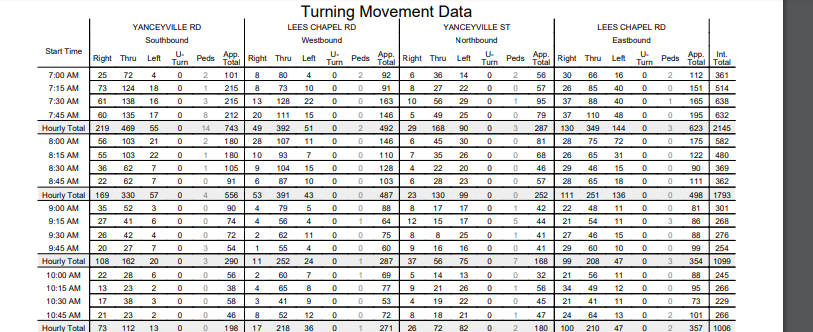 Turning Movement Data
YANCEYVILLE RD LEES CHAPEL RD YANCEYVILLE ST LEES CHAPEL RD
Southbound Westbound Northbound Eastbound
Start Time Right Thru Left U-Turn Peds App. Total Right Thru Left U-Turn Peds App. Total Right Thru Left U-Turn Peds App. Total Right Thru Left U-Turn Peds App. Total Int. Total
7:00 AM 25 72 4 0 2 101 8 80 4 0 2 92 6 36 14 0 2 56 30 66 16 0 2 112 361
7:15 AM 73 124 18 0 1 215 8 73 10 0 0 91 8 27 22 0 0 57 26 85 40 0 0 151 514
7:30 AM 61 138 16 0 3 215 13 128 22 0 0 163 10 56 29 0 1 95 37 88 40 0 1 165 638
7:45 AM 60 135 17 0 8 212 20 111 15 0 0 146 5 49 25 0 0 79 37 110 48 0 0 195 632
Hourly Total 219 469 55 0 14 743 49 392 51 0 2 492 29 168 90 0 3 287 130 349 144 0 3 623 2145
8:00 AM 56 103 21 0 2 180 28 107 11 0 0 146 6 45 30 0 0 81 28 75 72 0 0 175 582
8:15 AM 55 103 22 0 1 180 10 93 7 0 0 110 7 35 26 0 0 68 26 65 31 0 0 122 480
8:30 AM 36 62 7 0 1 105 9 104 15 0 0 128 4 22 20 0 0 46 29 46 15 0 0 90 369
8:45 AM 22 62 7 0 0 91 6 87 10 0 0 103 6 28 23 0 0 57 28 65 18 0 0 111 362
Hourly Total 169 330 57 0 4 556 53 391 43 0 0 487 23 130 99 0 0 252 111 251 136 0 0 498 1793
9:00 AM 35 52 3 0 0 90 4 79 5 0 0 88 8 17 17 0 1 42 22 48 11 0 0 81 301
9:15 AM 27 41 6 0 0 74 4 56 4 0 1 64 12 15 17 0 5 44 21 54 11 0 3 86 268
9:30 AM 26 42 4 0 0 72 2 62 11 0 0 75 8 8 25 0 1 41 27 46 15 0 0 88 276
9:45 AM 20 27 7 0 3 54 1 55 4 0 0 60 9 16 16 0 0 41 29 60 10 0 0 99 254
Hourly Total 108 162 20 0 3 290 11 252 24 0 1 287 37 56 75 0 7 168 99 208 47 0 3 354 1099
10:00 AM 22 28 6 0 0 56 2 60 7 0 1 69 5 14 13 0 0 32 21 56 11 0 0 88 245
10:15 AM 13 23 2 0 0 38 4 65 8 0 0 77 9 21 26 0 1 56 34 49 12 0 0 95 266
10:30 AM 17 38 3 0 0 58 3 41 9 0 0 53 4 19 22 0 0 45 21 41 11 0 0 73 229
10:45 AM 21 23 2 0 0 46 8 52 12 0 0 72 8 18 21 0 1 47 24 64 13 0 2 101 266
Hourly Total 73 112 13 0 0 198 17 218 36 0 1 271 26 72 82 0 2 180 100 210 47 0 2 357 1006